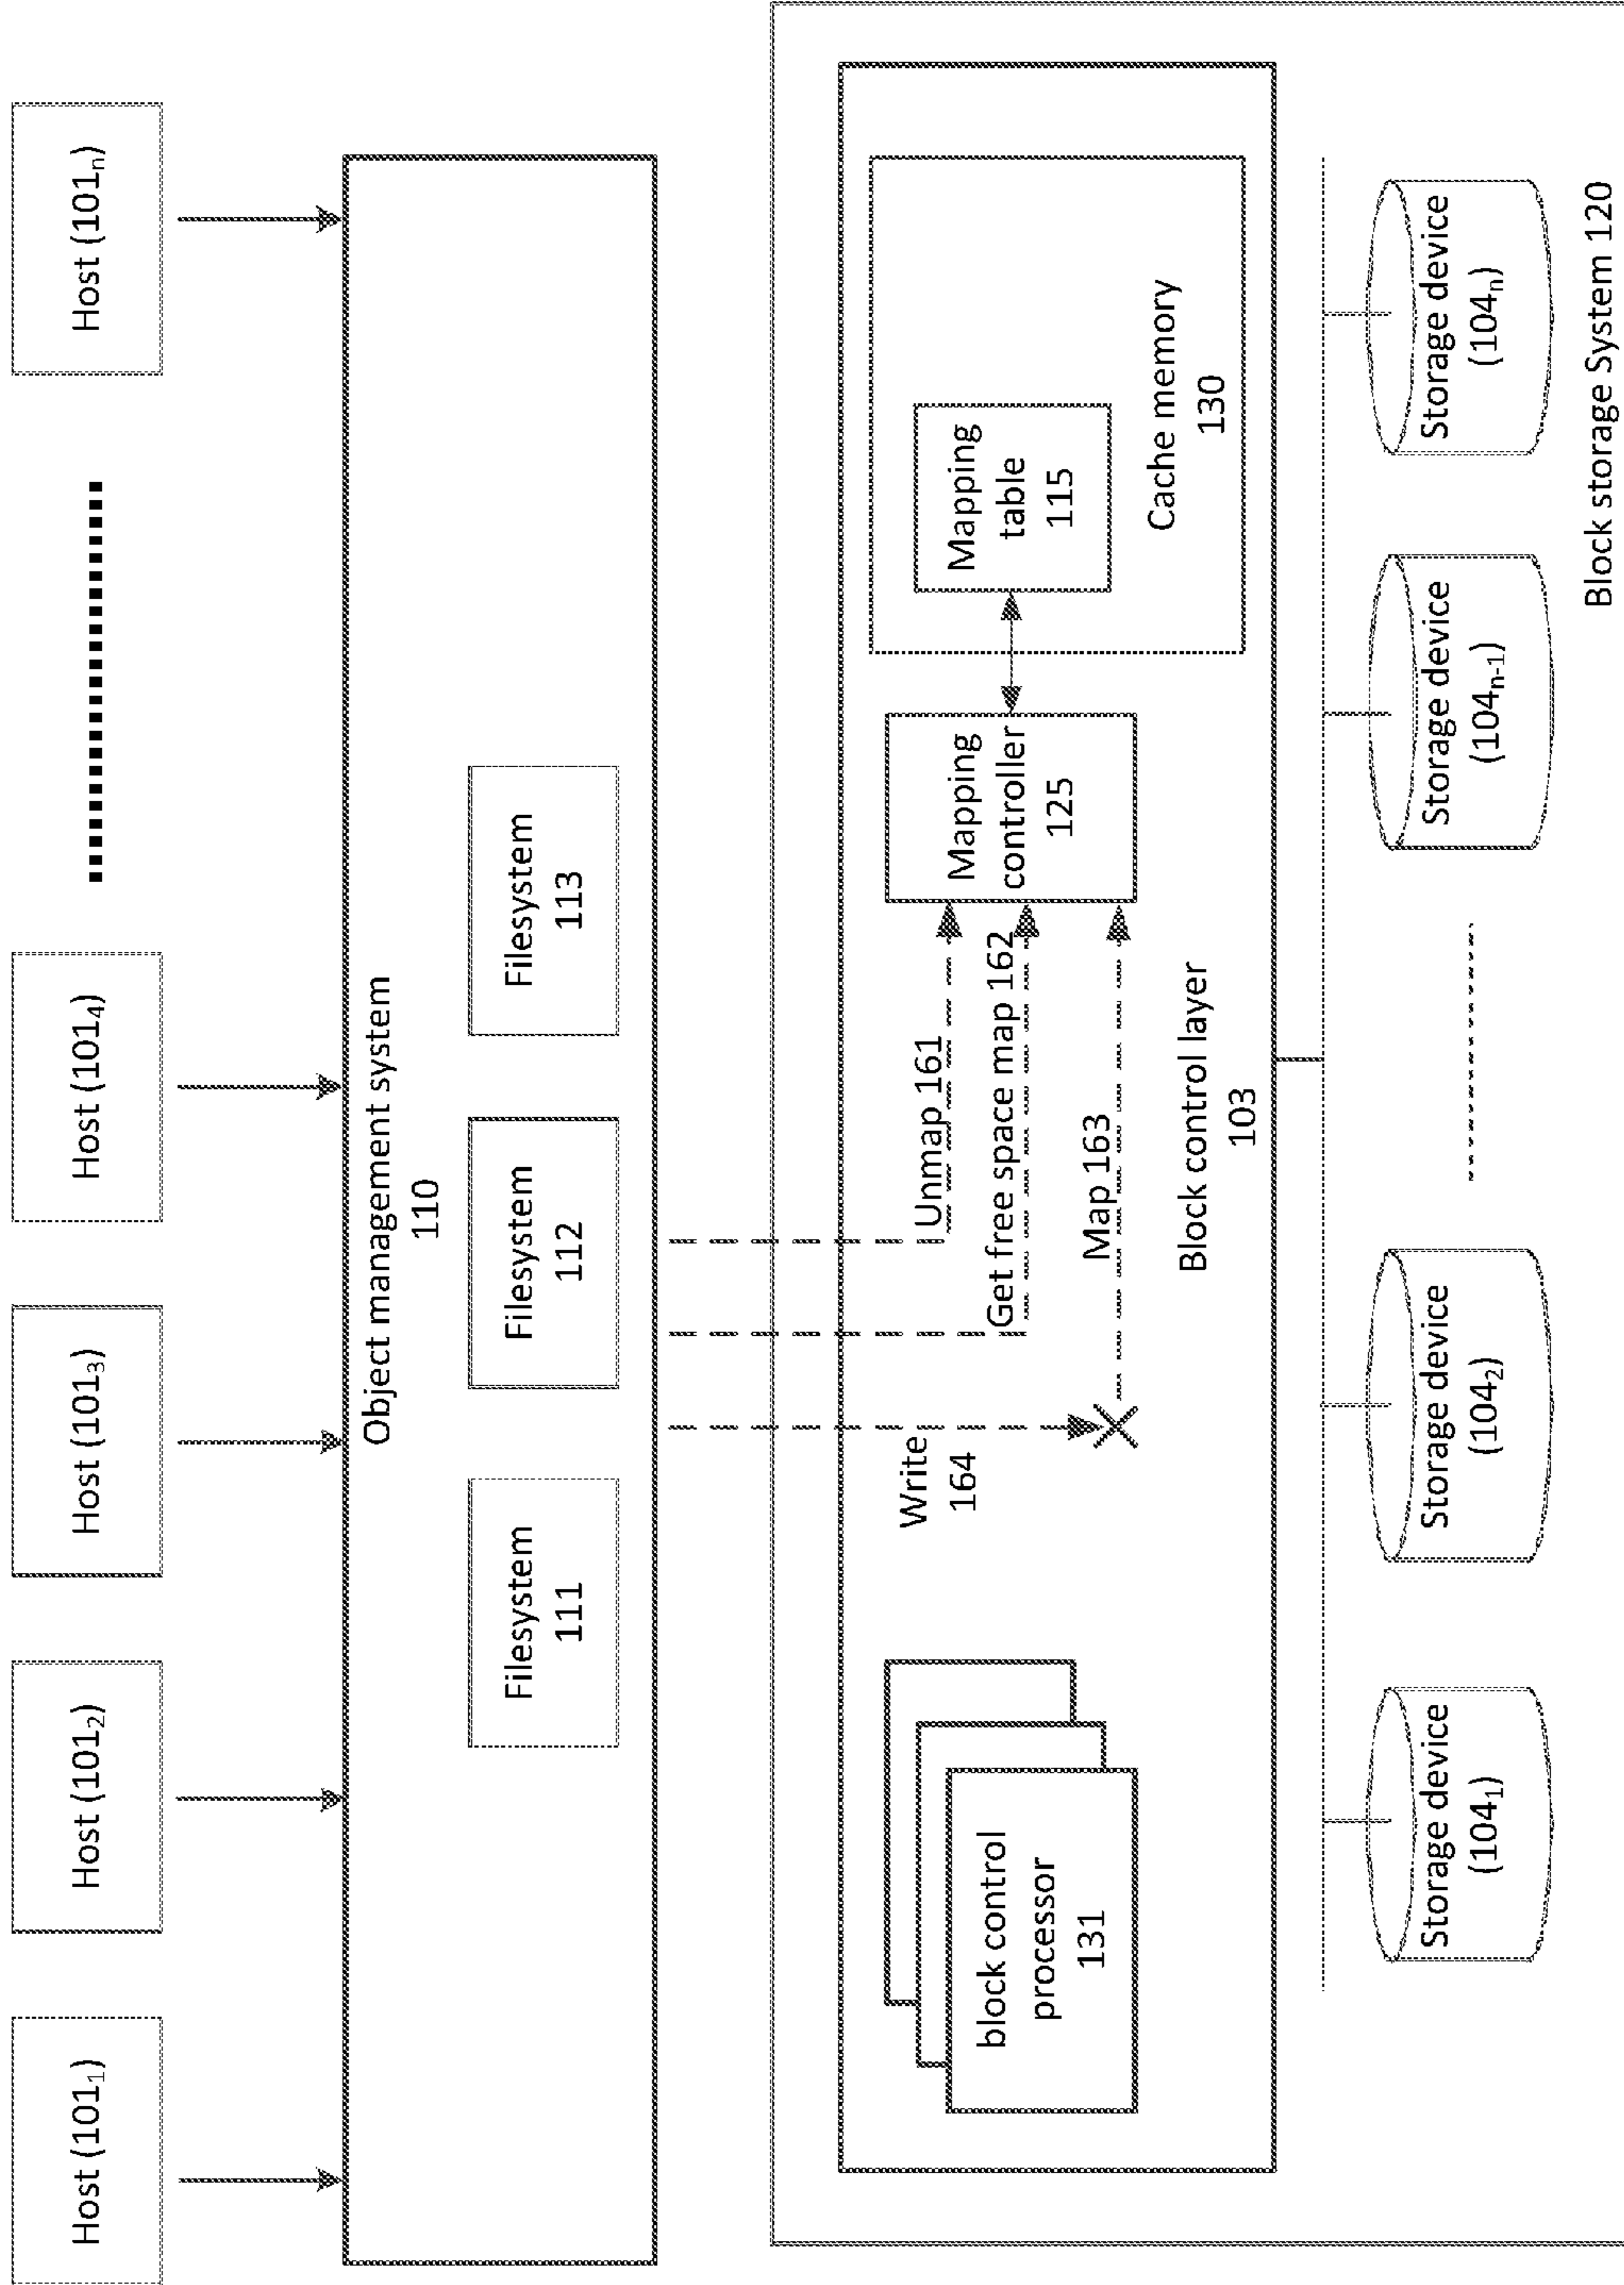 Host (101₁)
Host (101₂)
Host (101₃)
Host (101₄)
Host (101ₙ)
Object management system
110
Filesystem
111
Filesystem
112
Filesystem
113
Write
164
Unmap 161
Get free space map 162
Map 163
block control
processor
131
Mapping
controller
125
Mapping
table
115
Cache memory
130
Block control layer
103
Storage device
(104₁)
Storage device
(104₂)
Storage device
(104ₙ₋₁)
Storage device
(104ₙ)
Block storage System 120